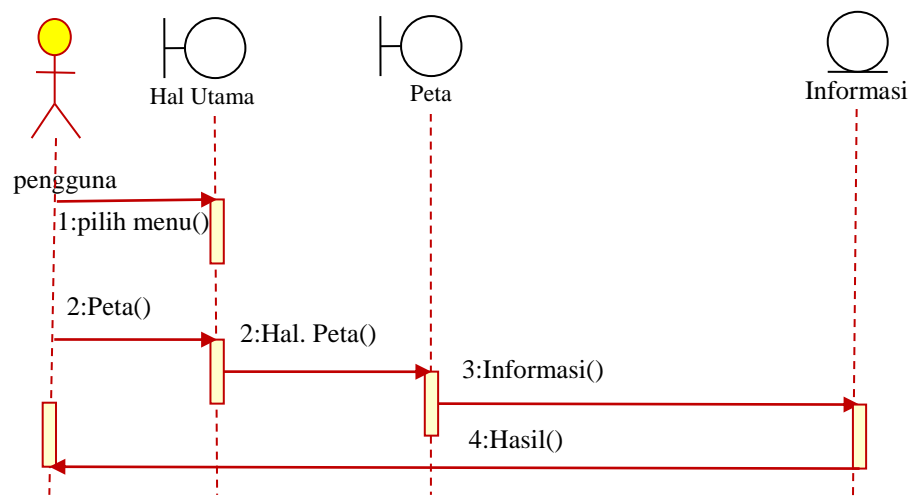 Hal Utama
Peta
Informasi
pengguna
1:pilih menu()
2:Peta()
2:Hal. Peta()
3:Informasi()
4:Hasil()